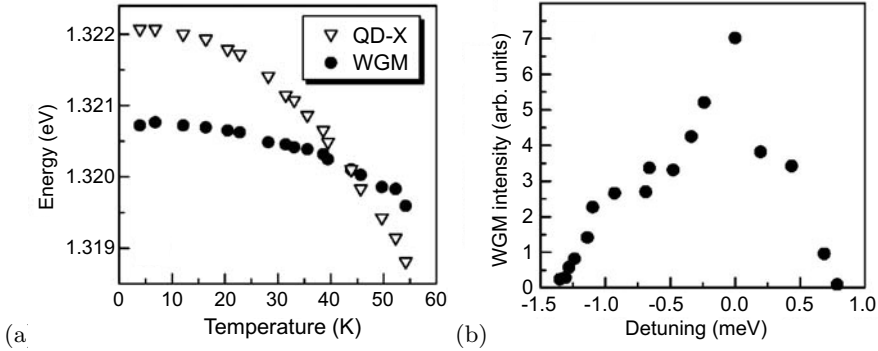 1.322
1.321
1.320
1.319
Energy (eV)
QD-X
WGM
0 10 20 30 40 50 60
Temperature (K)
(a)
7
6
5
4
3
2
1
0
WGM intensity (arb. units)
-1.5 -1.0 -0.5 0.0 0.5 1.0
Detuning (meV)
(b)